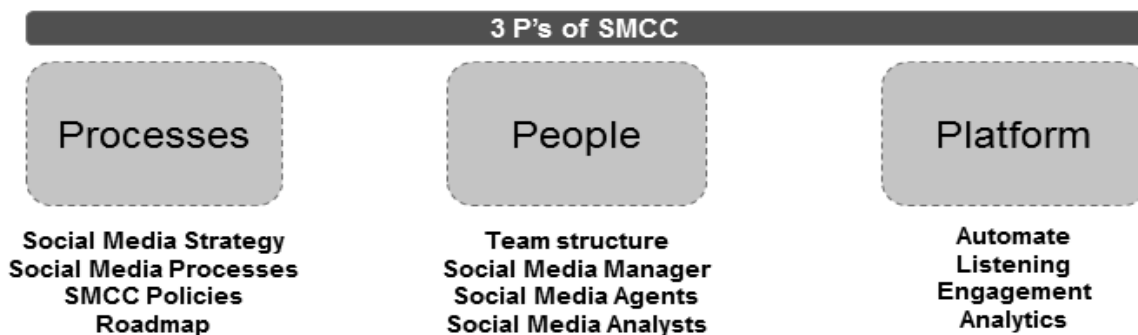 3 P's of SMCC
Processes
People
Platform
Social Media Strategy
Social Media Processes
SMCC Policies
Roadmap
Team structure
Social Media Manager
Social Media Agents
Social Media Analysts
Automate
Listening
Engagement
Analytics